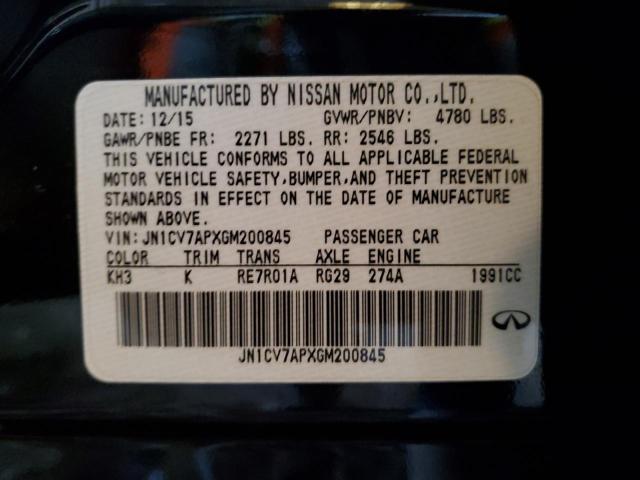 MANUFACTURED BY NISSAN MOTOR CO.,LTD.
DATE: 12/15 GVWR/PNBV: 4780 LBS.
GAWR/PNBE FR: 2271 LBS. RR: 2546 LBS.
THIS VEHICLE CONFORMS TO ALL APPLICABLE FEDERAL
MOTOR VEHICLE SAFETY,BUMPER,AND THEFT PREVENTION
STANDARDS IN EFFECT ON THE DATE OF MANUFACTURE
SHOWN ABOVE.
VIN:JN1CV7APXGM200845 PASSENGER CAR
COLOR TRIM TRANS AXLE ENGINE
KH3 K RE7R01A RG29 274A 1991CC
JN1CV7APXGM200845